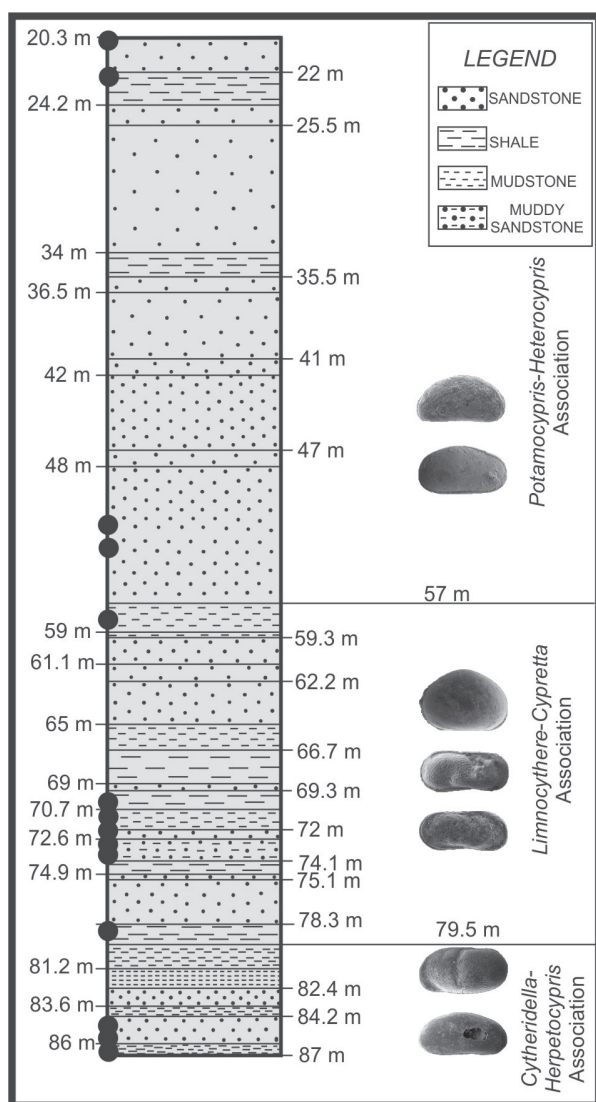 20.3 m
22 m
24.2 m
25.5 m
34 m
35.5 m
36.5 m
41 m
42 m
47 m
48 m
57 m
59 m
59.3 m
61.1 m
62.2 m
65 m
66.7 m
69 m
69.3 m
70.7 m
72 m
72.6 m
74.1 m
74.9 m
75.1 m
78.3 m
79.5 m
81.2 m
82.4 m
83.6 m
84.2 m
86 m
87 m
LEGEND
SANDSTONE
SHALE
MUDSTONE
MUDDY
SANDSTONE
Potamocypris-Heterocypris
Association
Limnocythere-Cypretta
Association
Cytheridella-
Herpetocypris
Association